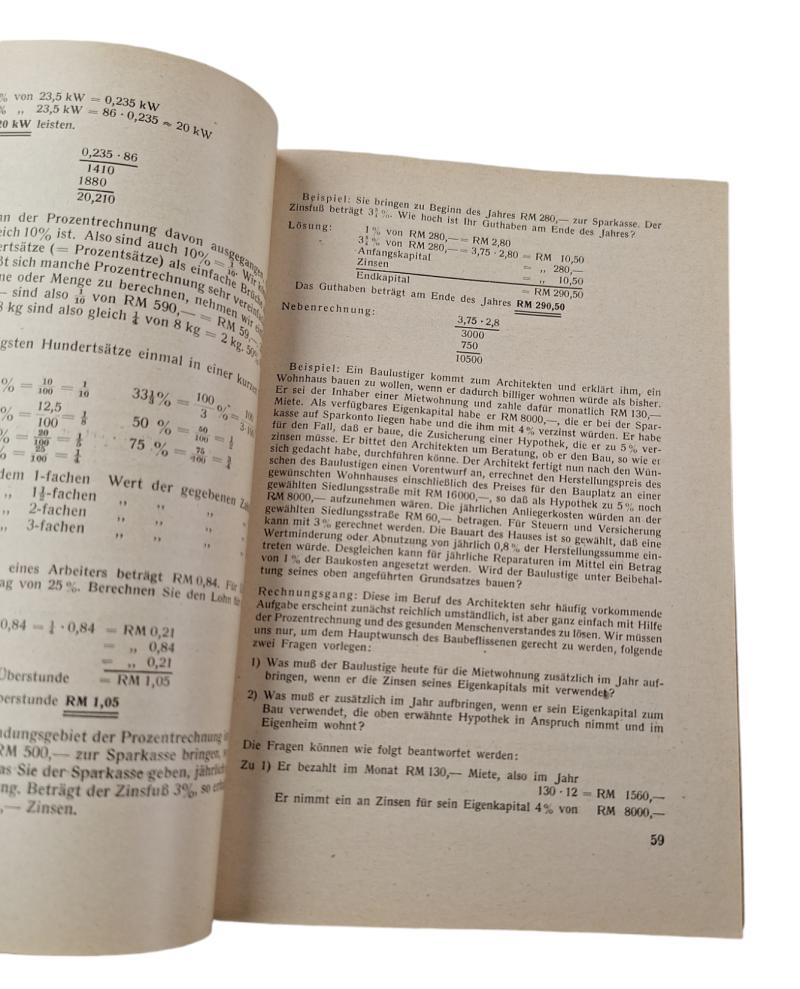 % von 23,5 kW = 0,235 kW
% „ 23,5 kW = 86 · 0,235 ≈ 20 kW
20 kW leisten.
0,235 · 86
1410
1880
20,210
der Prozentrechnung davon ausgegangen
10% ist. Also sind auch 10% = 1/10. Wir
(= Prozentsätze) als einfache Brüche
sich manche Prozentrechnung sehr
oder Menge zu berechnen, nehmen wir
— sind also 1/10 von RM 590,— = RM 59,—
kg sind also gleich 1/4 von 8 kg = 2 kg. 50%
Hundertsätze einmal in einer kurzen
% = 10/100 = 1/10 33 1/3 % = 100/3 %
% = 12,5/100 = 1/8 50 % = 50/100 = 1/2
% = 20/100 = 1/5 75 % = 75/100 = 3/4
% = 25/100 = 1/4
dem 1-fachen Wert der gegebenen
„ 1½-fachen „ „ „
„ 2-fachen „ „ „
„ 3-fachen „ „ „
eines Arbeiters beträgt RM 0,84. Für
von 25%. Berechnen Sie den Lohn
0,84 = ¼ · 0,84 = RM 0,21
= „ 0,84
= „ 0,21
Überstunde = RM 1,05
RM 1,05
der Prozentrechnung
RM 500,— zur Sparkasse bringen,
Sie der Sparkasse geben,
Beträgt der Zinsfuß 3%, so
— Zinsen.
Beispiel: Sie bringen zu Beginn des Jahres RM 280,— zur Sparkasse. Der
Zinsfuß beträgt 3¾%. Wie hoch ist Ihr Guthaben am Ende des Jahres?
Lösung: 1% von RM 280,— = RM 2,80
3¾% von RM 280,— = 3,75 · 2,80 = RM 10,50
Anfangskapital = „ 280,—
Zinsen = „ 10,50
Endkapital = RM 290,50
Das Guthaben beträgt am Ende des Jahres RM 290,50
Nebenrechnung:
3,75 · 2,8
3000
750
10500
Beispiel: Ein Baulustiger kommt zum Architekten und erklärt ihm, ein
Wohnhaus bauen zu wollen, wenn er dadurch billiger wohnen würde als bisher.
Er sei der Inhaber einer Mietwohnung und zahle dafür monatlich RM 130,—
Miete. Als verfügbares Eigenkapital habe er RM 8000,—, die er bei der Spar-
kasse auf Sparkonto liegen habe und die ihm mit 4% verzinst würden. Er habe
für den Fall, daß er baue, die Zusicherung einer Hypothek, die er zu 5% ver-
zinsen müsse. Er bittet den Architekten um Beratung, ob er den Bau, so wie er
sich gedacht habe, durchführen könne. Der Architekt fertigt nun nach den Wün-
schen des Baulustigen einen Vorentwurf an, errechnet den Herstellungspreis des
gewünschten Wohnhauses einschließlich des Preises für den Bauplatz an einer
gewählten Siedlungsstraße mit RM 16000,—, so daß als Hypothek zu 5% noch
RM 8000,— aufzunehmen wären. Die jährlichen Anliegerkosten würden an der
gewählten Siedlungsstraße RM 60,— betragen. Für Steuern und Versicherung
kann mit 3% gerechnet werden. Die Bauart des Hauses ist so gewählt, daß eine
Wertminderung oder Abnutzung von jährlich 0,8% der Herstellungssumme ein-
treten würde. Desgleichen kann für jährliche Reparaturen im Mittel ein Betrag
von 1% der Baukosten angesetzt werden. Wird der Baulustige unter Beibehal-
tung seines oben angeführten Grundsatzes bauen?
Rechnungsgang: Diese im Beruf des Architekten sehr häufig vorkommende
Aufgabe erscheint zunächst reichlich umständlich, ist aber ganz einfach mit Hilfe
der Prozentrechnung und des gesunden Menschenverstandes zu lösen. Wir müssen
uns nur, um dem Hauptwunsch des Baubeflissenen gerecht zu werden, folgende
zwei Fragen vorlegen:
1) Was muß der Baulustige heute für die Mietwohnung zusätzlich im Jahr auf-
bringen, wenn er die Zinsen seines Eigenkapitals mit verwendet?
2) Was muß er zusätzlich im Jahr aufbringen, wenn er sein Eigenkapital zum
Bau verwendet, die oben erwähnte Hypothek in Anspruch nimmt und im
Eigenheim wohnt?
Die Fragen können wie folgt beantwortet werden:
Zu 1) Er bezahlt im Monat RM 130,— Miete, also im Jahr
130 · 12 = RM 1560,—
Er nimmt ein an Zinsen für sein Eigenkapital 4% von RM 8000,—
59